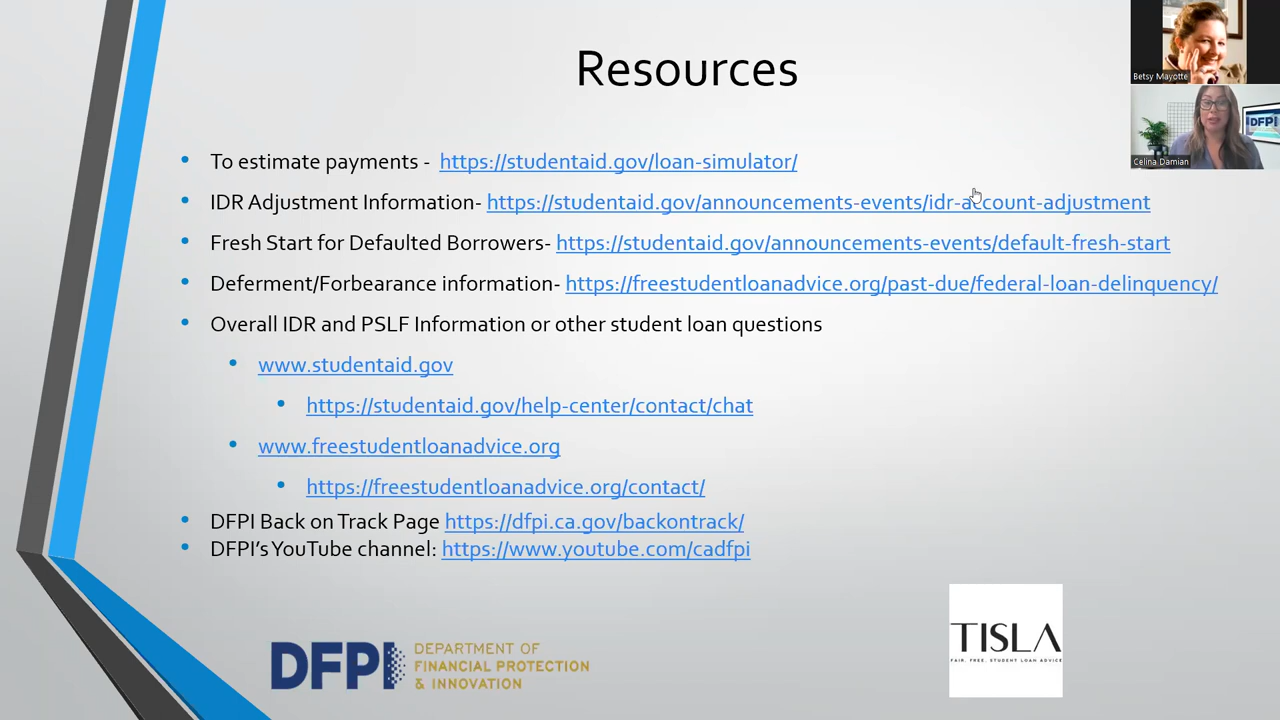 Resources
To estimate payments - https://studentaid.gov/loan-simulator/
IDR Adjustment Information- https://studentaid.gov/announcements-events/idr-account-adjustment
Fresh Start for Defaulted Borrowers- https://studentaid.gov/announcements-events/default-fresh-start
Deferment/Forbearance information- https://freestudentloanadvice.org/past-due/federal-loan-delinquency/
Overall IDR and PSLF Information or other student loan questions
www.studentaid.gov
https://studentaid.gov/help-center/contact/chat
www.freestudentloanadvice.org
https://freestudentloanadvice.org/contact/
DFPI Back on Track Page https://dfpi.ca.gov/backontrack/
DFPI’s YouTube channel: https://www.youtube.com/cadfpi
Betsy Mayotte
DFPI
Celina Damian
DFPI
DEPARTMENT OF
FINANCIAL PROTECTION
& INNOVATION
TISLA
FAIR. FREE. STUDENT LOAN ADVICE